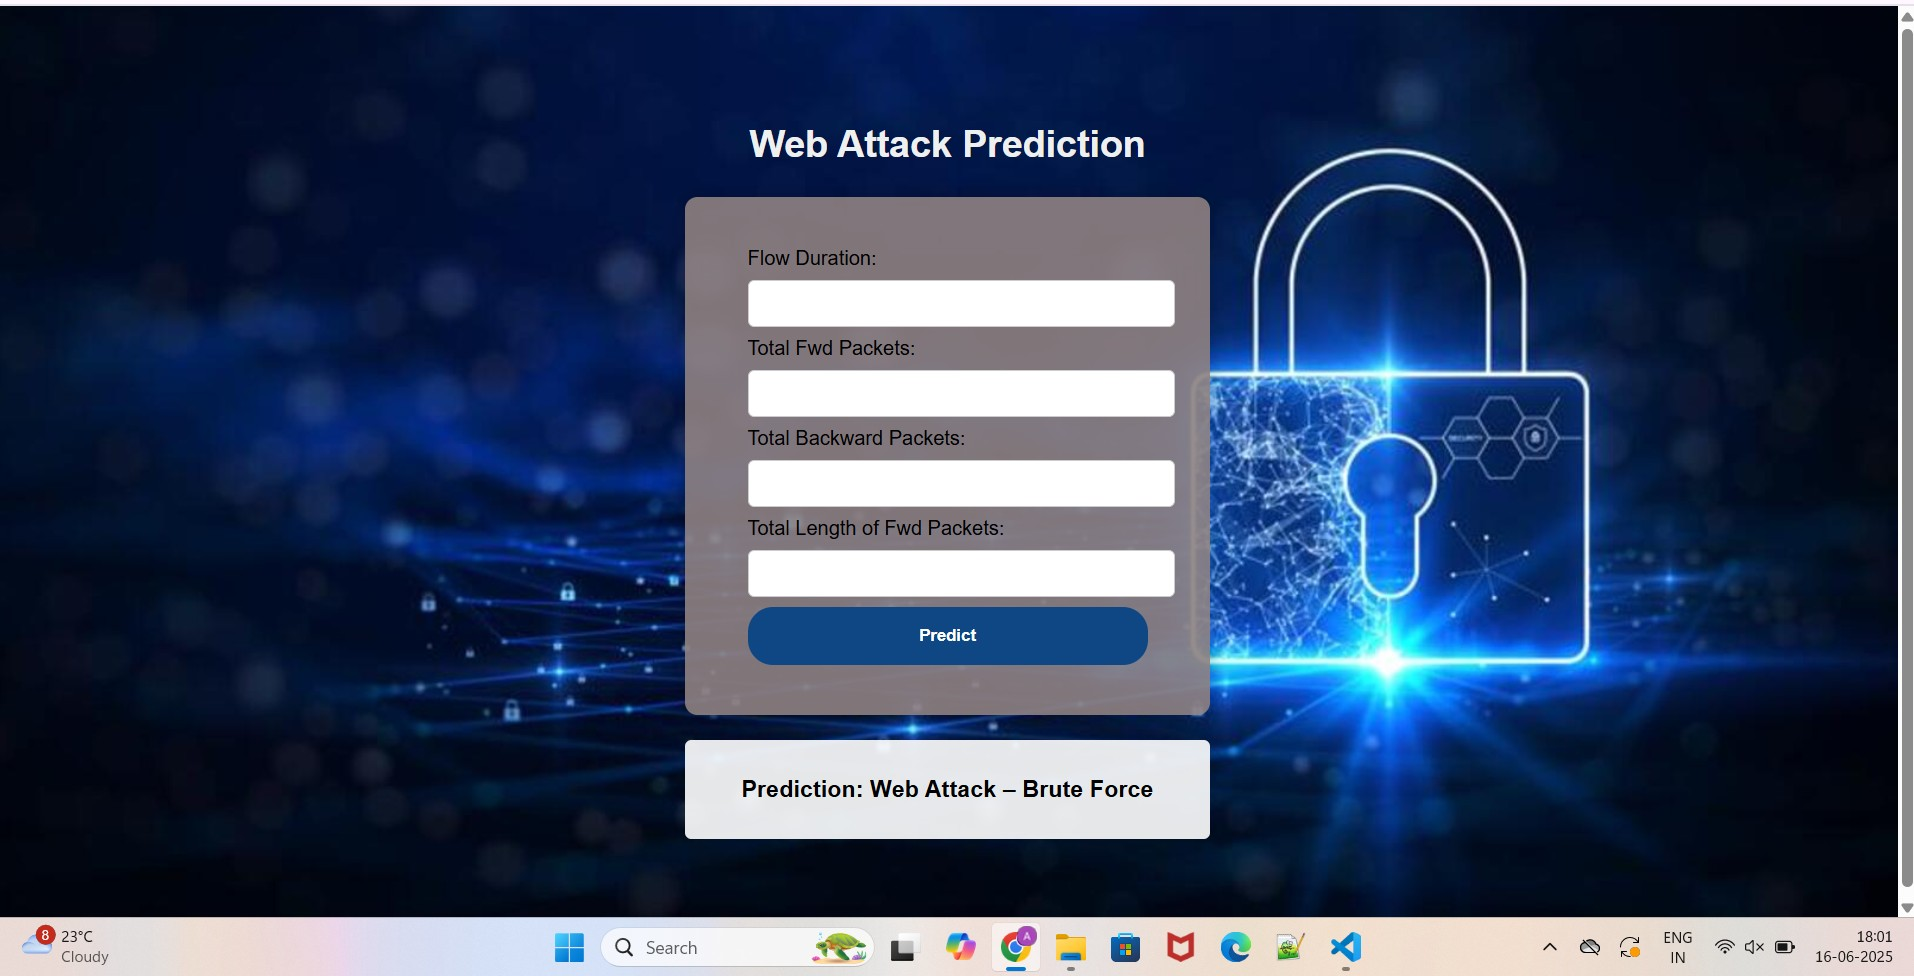 Web Attack Prediction
Flow Duration:
Total Fwd Packets:
Total Backward Packets:
Total Length of Fwd Packets:
Predict
SECURITY
Prediction: Web Attack – Brute Force
8
23°C
Cloudy
Search
A
ENG
IN
18:01
16-06-2025